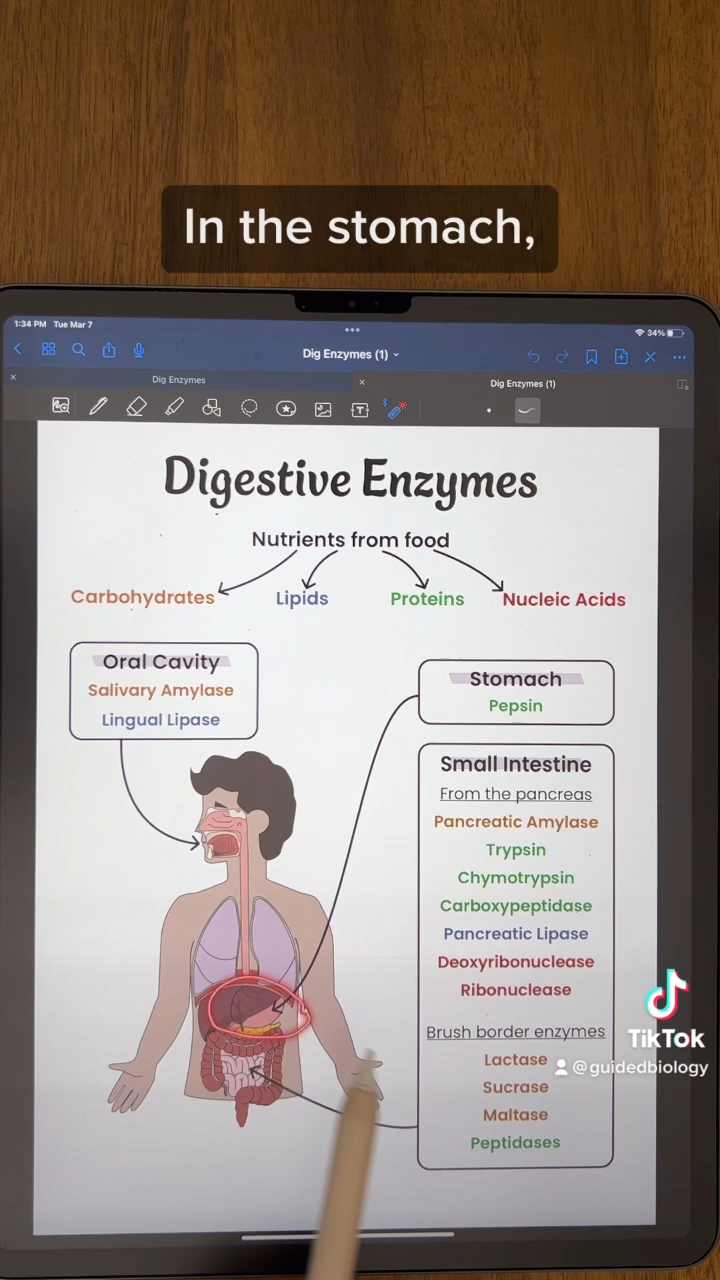 In the stomach,
1:34 PM Tue Mar 7
34%
Dig Enzymes (1)
Dig Enzymes
Dig Enzymes (1)
Digestive Enzymes
Nutrients from food
Carbohydrates
Lipids
Proteins
Nucleic Acids
Oral Cavity
Salivary Amylase
Lingual Lipase
Stomach
Pepsin
Small Intestine
From the pancreas
Pancreatic Amylase
Trypsin
Chymotrypsin
Carboxypeptidase
Pancreatic Lipase
Deoxyribonuclease
Ribonuclease
Brush border enzymes
Lactase
Sucrase
Maltase
Peptidases
TikTok
@guidedbiology